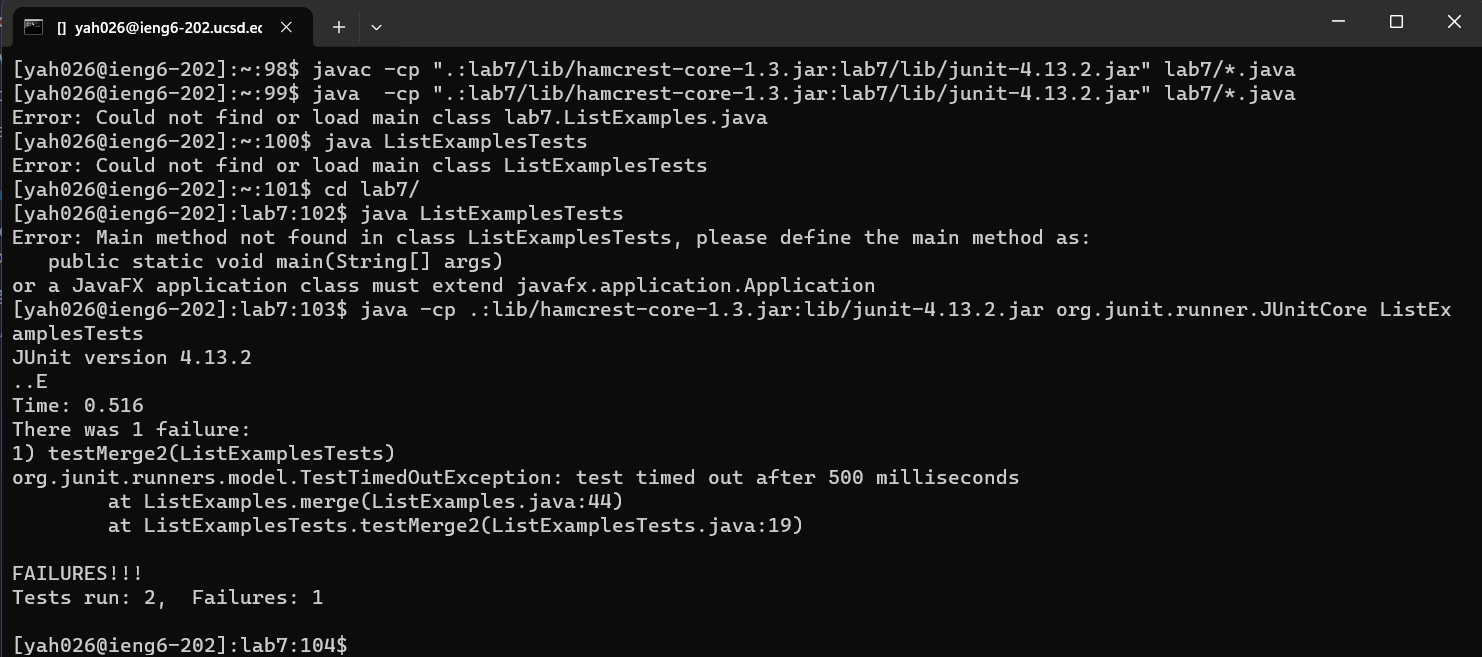 [] yah026@ieng6-202.ucsd.ec
[yah026@ieng6-202]:~:98$ javac -cp ".:lab7/lib/hamcrest-core-1.3.jar:lab7/lib/junit-4.13.2.jar" lab7/*.java
[yah026@ieng6-202]:~:99$ java  -cp ".:lab7/lib/hamcrest-core-1.3.jar:lab7/lib/junit-4.13.2.jar" lab7/*.java
Error: Could not find or load main class lab7.ListExamples.java
[yah026@ieng6-202]:~:100$ java ListExamplesTests
Error: Could not find or load main class ListExamplesTests
[yah026@ieng6-202]:~:101$ cd lab7/
[yah026@ieng6-202]:lab7:102$ java ListExamplesTests
Error: Main method not found in class ListExamplesTests, please define the main method as:
   public static void main(String[] args)
or a JavaFX application class must extend javafx.application.Application
[yah026@ieng6-202]:lab7:103$ java -cp .:lib/hamcrest-core-1.3.jar:lib/junit-4.13.2.jar org.junit.runner.JUnitCore ListEx
amplesTests
JUnit version 4.13.2
..E
Time: 0.516
There was 1 failure:
1) testMerge2(ListExamplesTests)
org.junit.runners.model.TestTimedOutException: test timed out after 500 milliseconds
        at ListExamples.merge(ListExamples.java:44)
        at ListExamplesTests.testMerge2(ListExamplesTests.java:19)
FAILURES!!!
Tests run: 2,  Failures: 1
[yah026@ieng6-202]:lab7:104$